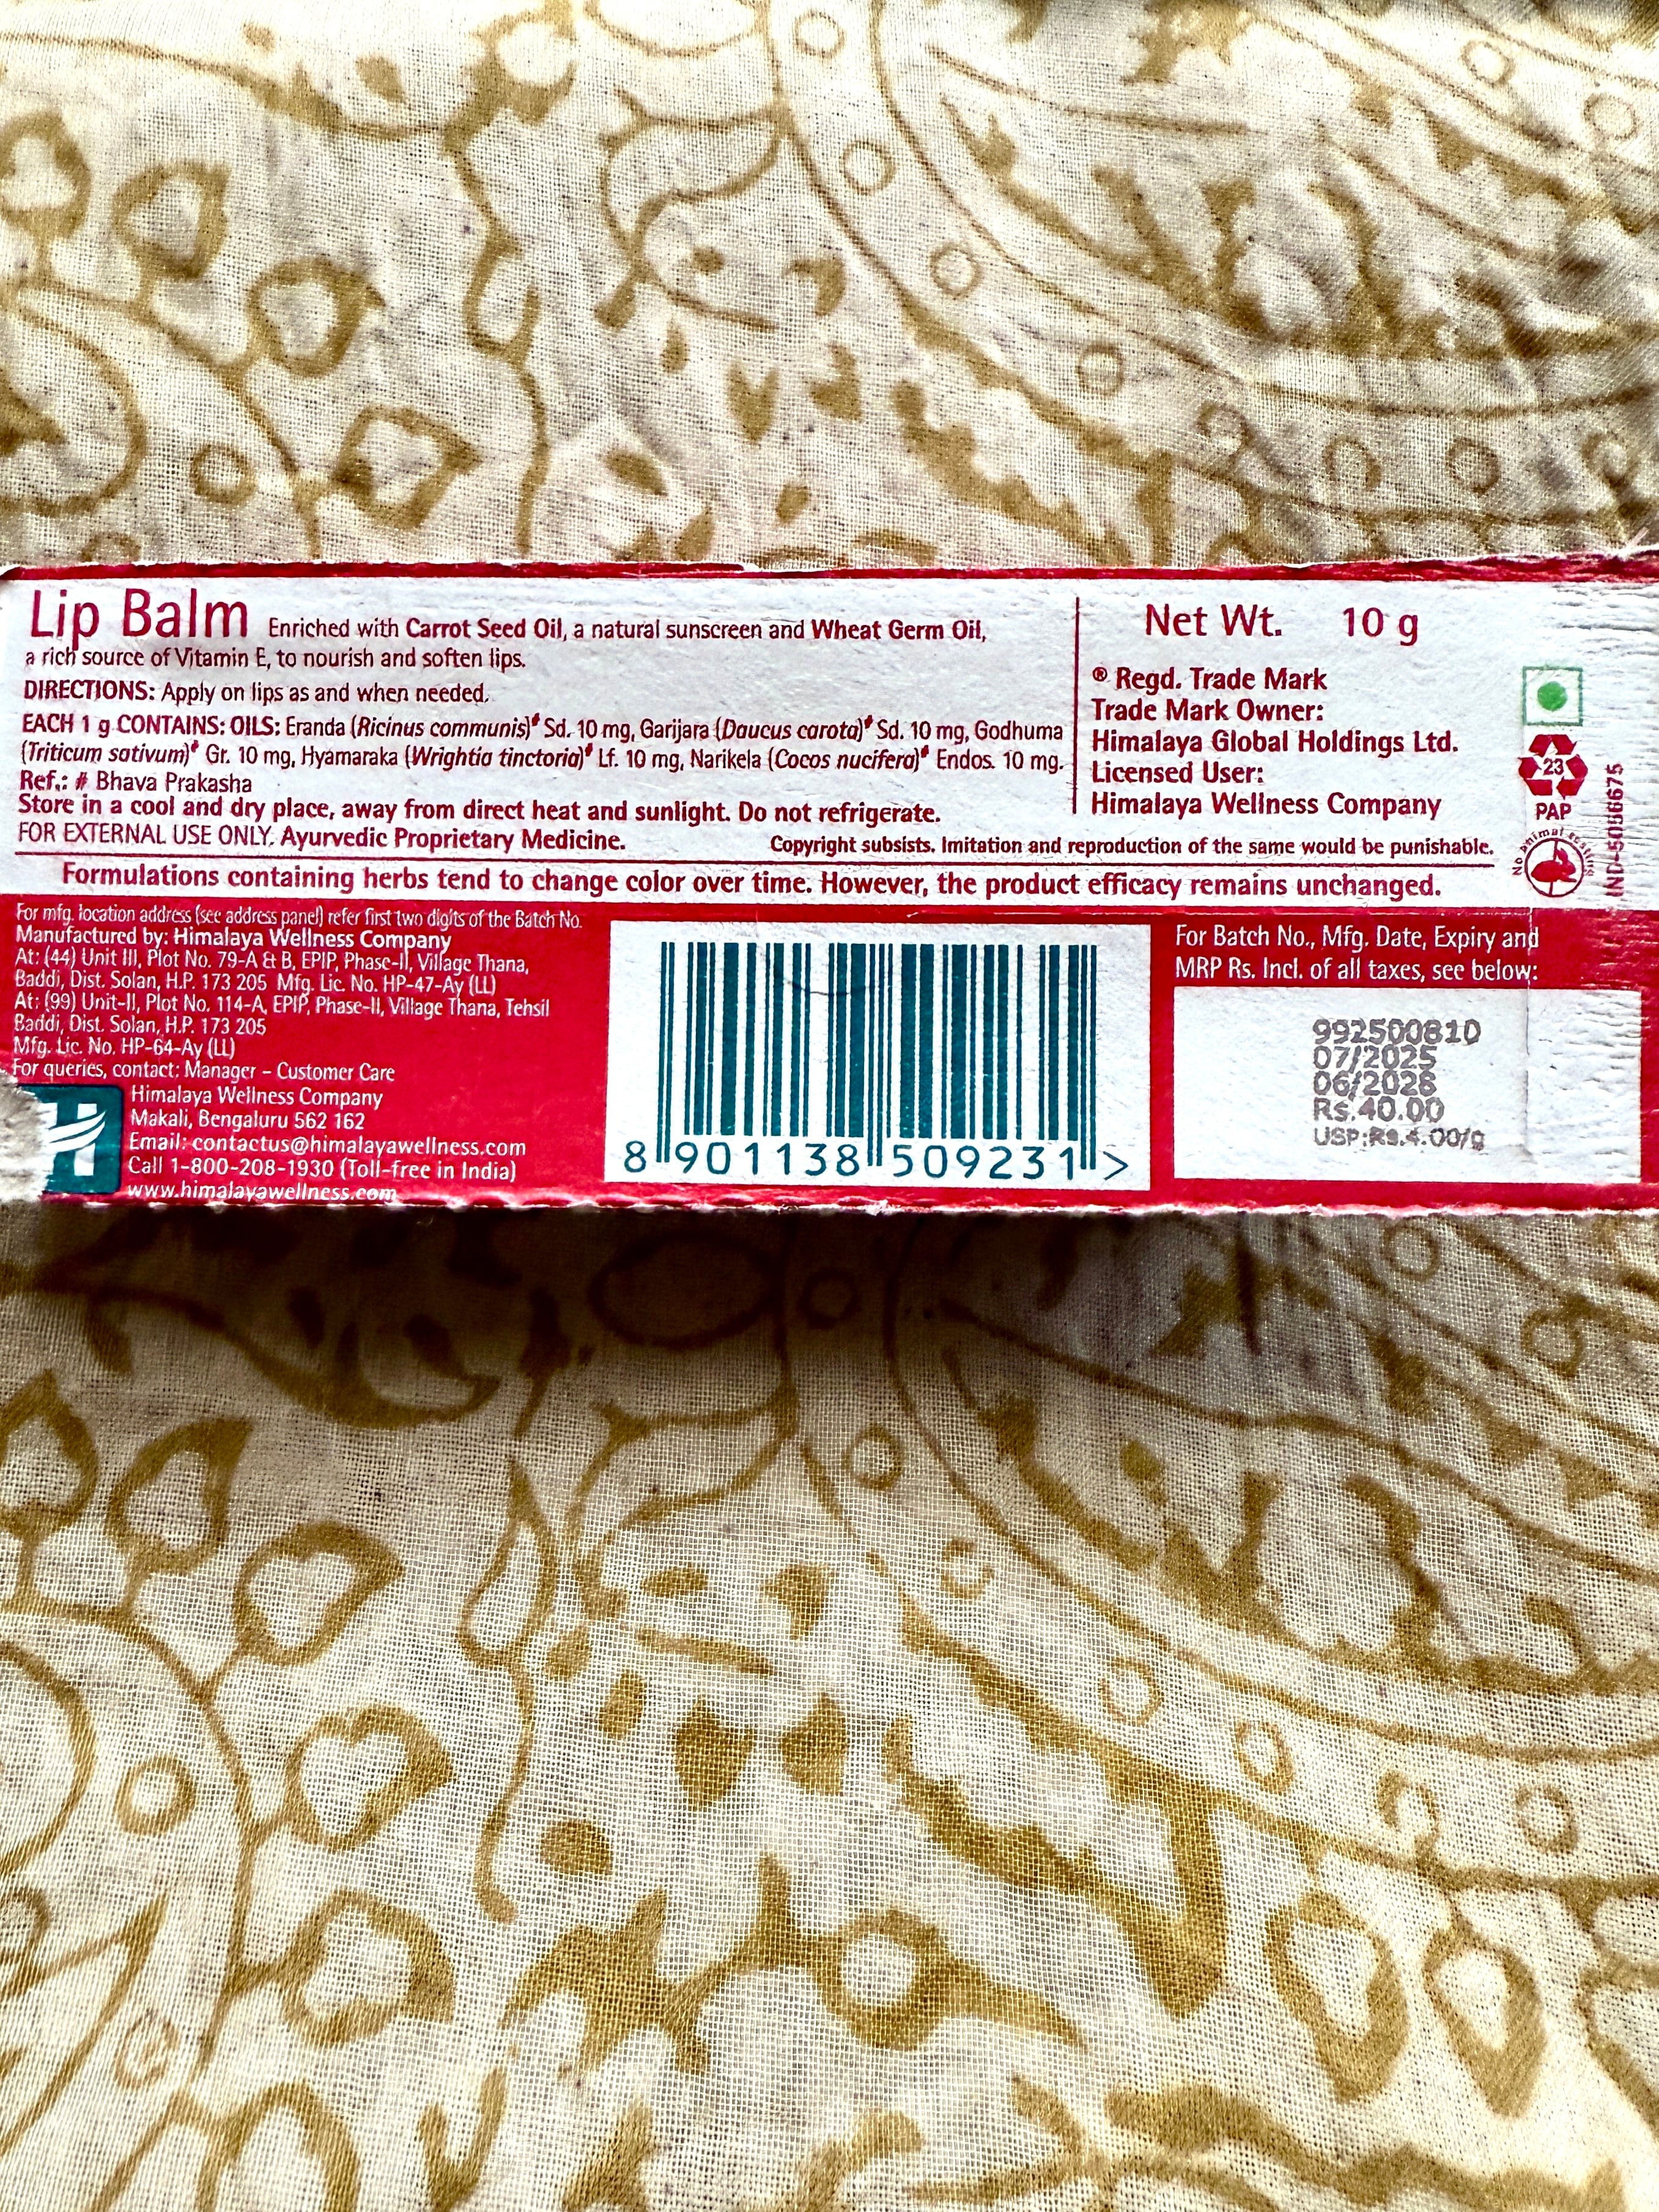 Lip Balm Enriched with Carrot Seed Oil, a natural sunscreen and Wheat Germ Oil,
a rich source of Vitamin E, to nourish and soften lips.
DIRECTIONS: Apply on lips as and when needed.
EACH 1 g CONTAINS: OILS: Eranda (Ricinus communis)# Sd. 10 mg, Garijara (Daucus carota)# Sd. 10 mg, Godhuma
(Triticum sativum)# Gr. 10 mg, Hyamaraka (Wrightia tinctoria)# Lf. 10 mg, Narikela (Cocos nucifera)# Endos. 10 mg.
Ref.: # Bhava Prakasha
Store in a cool and dry place, away from direct heat and sunlight. Do not refrigerate.
FOR EXTERNAL USE ONLY. Ayurvedic Proprietary Medicine.
Copyright subsists. Imitation and reproduction of the same would be punishable.
Formulations containing herbs tend to change color over time. However, the product efficacy remains unchanged.
Net Wt. 10 g
® Regd. Trade Mark
Trade Mark Owner:
Himalaya Global Holdings Ltd.
Licensed User:
Himalaya Wellness Company
23
PAP
No animal testing
IND-5056675
For mfg. location address (see address panel) refer first two digits of the Batch No.
Manufactured by: Himalaya Wellness Company
At: (44) Unit III, Plot No. 79-A & B, EPIP, Phase-II, Village Thana,
Baddi, Dist. Solan, H.P. 173 205 Mfg. Lic. No. HP-47-Ay (LL)
At: (99) Unit-II, Plot No. 114-A, EPIP, Phase-II, Village Thana, Tehsil
Baddi, Dist. Solan, H.P. 173 205
Mfg. Lic. No. HP-64-Ay (LL)
For queries, contact: Manager – Customer Care
Himalaya Wellness Company
Makali, Bengaluru 562 162
Email: contactus@himalayawellness.com
Call 1-800-208-1930 (Toll-free in India)
www.himalayawellness.com
8 901138 509231 >
For Batch No., Mfg. Date, Expiry and
MRP Rs. Incl. of all taxes, see below:
992500810
07/2025
06/2028
Rs.40.00
USP:Rs.4.00/g